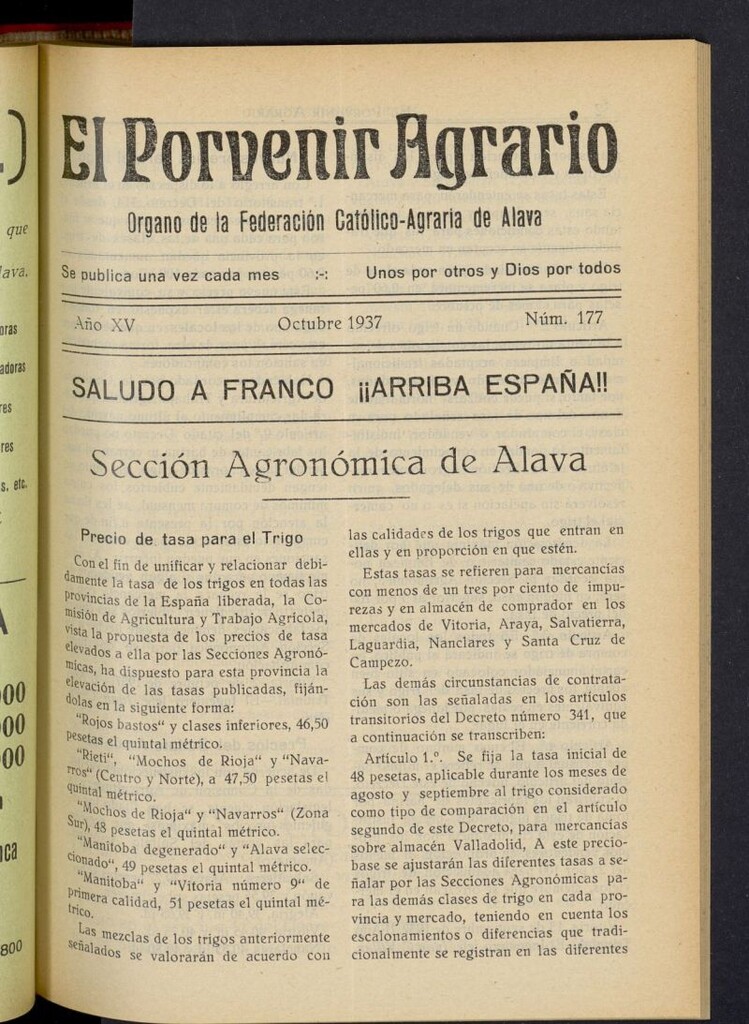 El Porvenir Agrario
Organo de la Federación Católico-Agraria de Alava
Se publica una vez cada mes :-: Unos por otros y Dios por todos
Año XV Octubre 1937 Núm. 177
SALUDO A FRANCO ¡¡ARRIBA ESPAÑA!!
Sección Agronómica de Alava
Precio de tasa para el Trigo
Con el fin de unificar y relacionar debi-
damente la tasa de los trigos en todas las
provincias de la España liberada, la Co-
misión de Agricultura y Trabajo Agrícola,
vista la propuesta de los precios de tasa
elevados a ella por las Secciones Agronó-
micas, ha dispuesto para esta provincia la
elevación de las tasas publicadas, fiján-
dolas en la siguiente forma:
"Rojos bastos“ y clases inferiores, 46,50
pesetas el quintal métrico.
"Rieti“, “Mochos de Rioja“ y “Nava-
rros“ (Centro y Norte), a 47,50 pesetas el
quintal métrico.
“Mochos de Rioja“ y “Navarros“ (Zona
Sur), 48 pesetas el quintal métrico.
“Manitoba degenerado“ y “Alava selec-
cionado“, 49 pesetas el quintal métrico.
“Manitoba“ y “Vitoria número 9“ de
primera calidad, 51 pesetas el quintal mé-
trico.
Las mezclas de los trigos anteriormente
señalados se valorarán de acuerdo con
las calidades de los trigos que entran en
ellas y en proporción en que estén.
Estas tasas se refieren para mercancías
con menos de un tres por ciento de impu-
rezas y en almacén de comprador en los
mercados de Vitoria, Araya, Salvatierra,
Laguardia, Nanclares y Santa Cruz de
Campezo.
Las demás circunstancias de contrata-
ción son las señaladas en los artículos
transitorios del Decreto número 341, que
a continuación se transcriben:
Artículo 1.º. Se fija la tasa inicial de
48 pesetas, aplicable durante los meses de
agosto y septiembre al trigo considerado
como tipo de comparación en el artículo
segundo de este Decreto, para mercancías
sobre almacén Valladolid, A este precio-
base se ajustarán las diferentes tasas a se-
ñalar por las Secciones Agronómicas pa-
ra las demás clases de trigo en cada pro-
vincia y mercado, teniendo en cuenta los
escalonamientos o diferencias que tradi-
cionalmente se registran en las diferentes